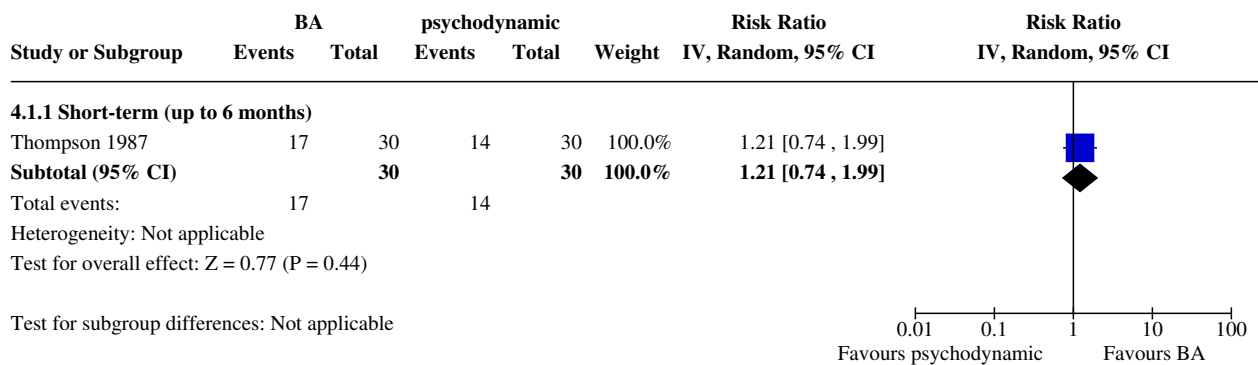 BA psychodynamic Risk Ratio Risk Ratio
Study or Subgroup Events Total Events Total Weight IV, Random, 95% CI IV, Random, 95% CI
4.1.1 Short-term (up to 6 months)
Thompson 1987 17 30 14 30 100.0% 1.21 [0.74 , 1.99]
Subtotal (95% CI) 30 30 100.0% 1.21 [0.74 , 1.99]
Total events: 17 14
Heterogeneity: Not applicable
Test for overall effect: Z = 0.77 (P = 0.44)
Test for subgroup differences: Not applicable
0.01 0.1 1 10 100
Favours psychodynamic Favours BA